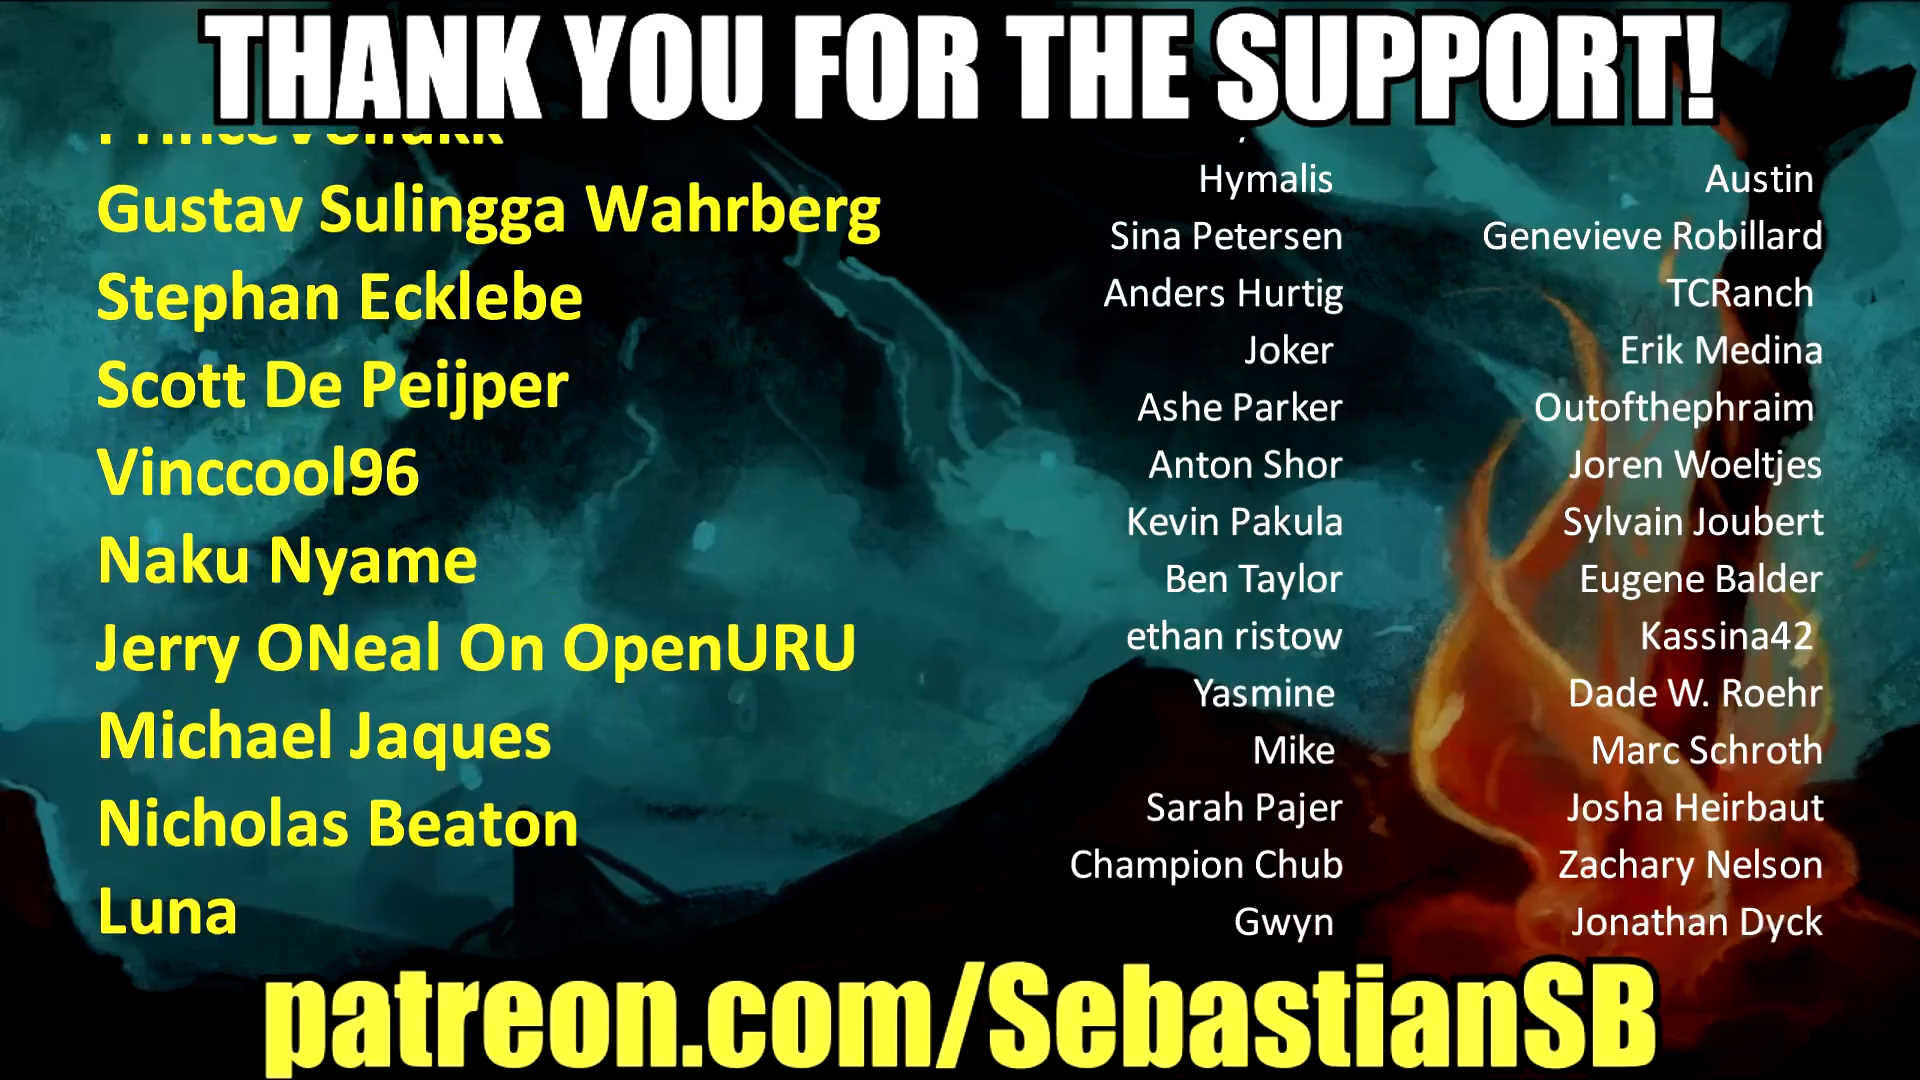 THANK YOU FOR THE SUPPORT!
Gustav Sulingga Wahrberg
Stephan Ecklebe
Scott De Peijper
Vinccool96
Naku Nyame
Jerry ONeal On OpenURU
Michael Jaques
Nicholas Beaton
Luna
Hymalis
Sina Petersen
Anders Hurtig
Joker
Ashe Parker
Anton Shor
Kevin Pakula
Ben Taylor
ethan ristow
Yasmine
Mike
Sarah Pajer
Champion Chub
Gwyn
Austin
Genevieve Robillard
TCRanch
Erik Medina
Outofthephraim
Joren Woeltjes
Sylvain Joubert
Eugene Balder
Kassina42
Dade W. Roehr
Marc Schroth
Josha Heirbaut
Zachary Nelson
Jonathan Dyck
patreon.com/SebastianSB